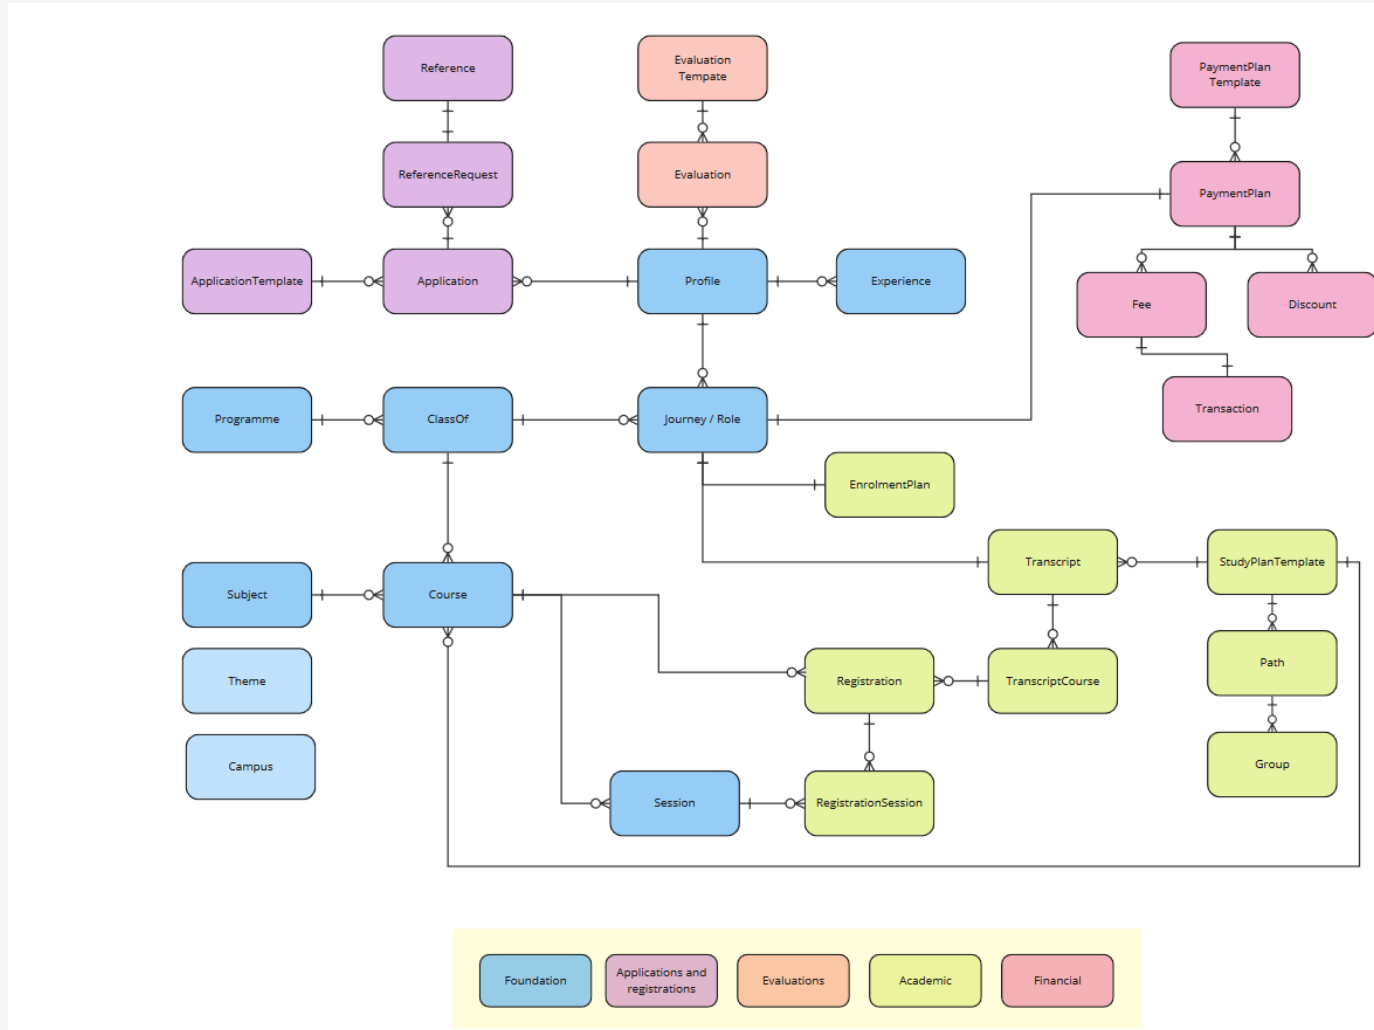 Reference
Evaluation
Tempate
PaymentPlan
Template
ReferenceRequest
Evaluation
PaymentPlan
ApplicationTemplate
Application
Profile
Experience
Fee
Discount
Transaction
Programme
ClassOf
Journey / Role
EnrolmentPlan
Transcript
StudyPlanTemplate
Subject
Course
Theme
Registration
TranscriptCourse
Path
Campus
Session
RegistrationSession
Group
Foundation
Applications and
registrations
Evaluations
Academic
Financial